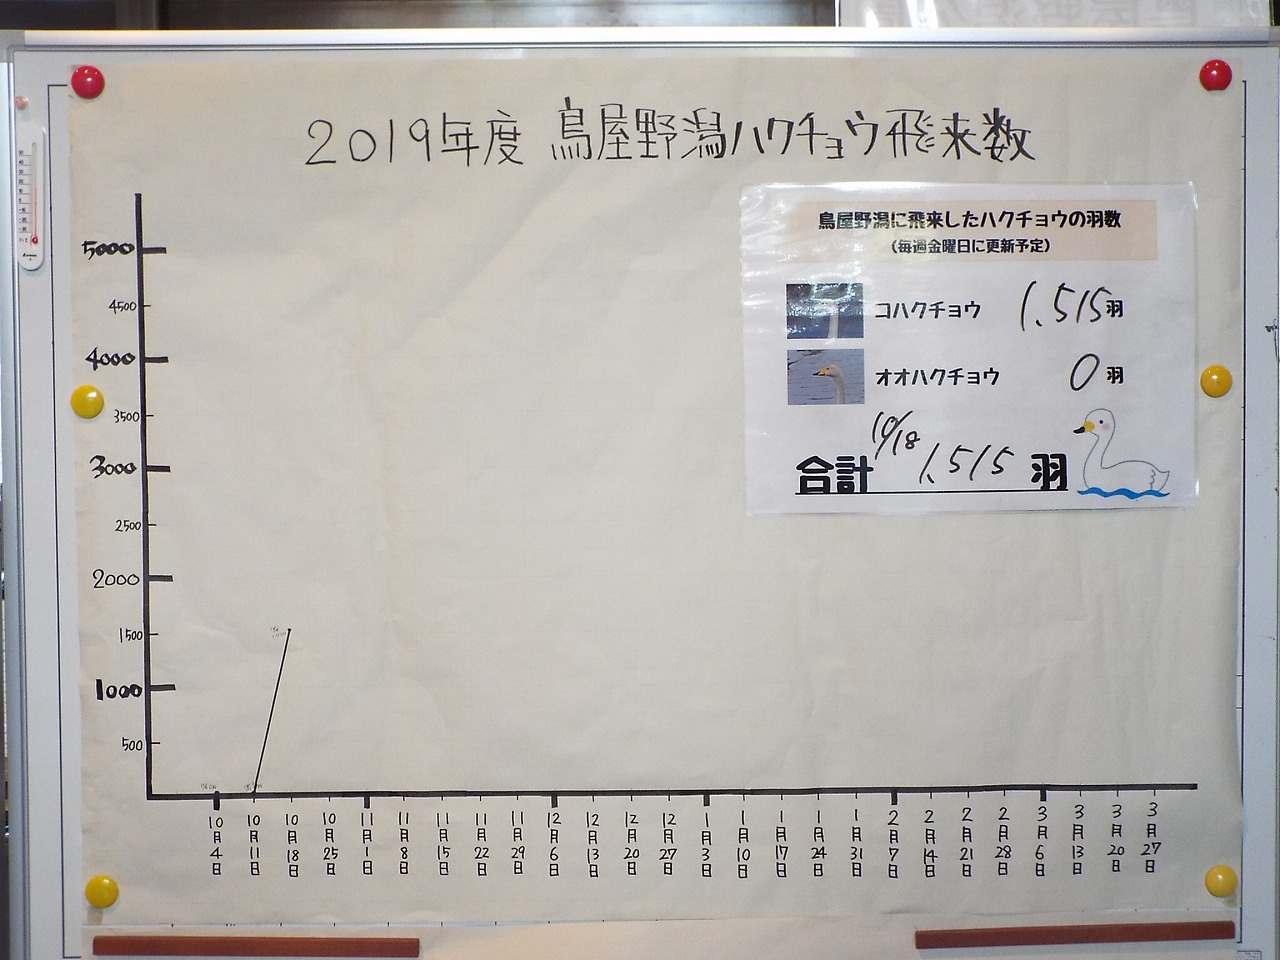 2019年度 鳥屋野潟ハクチョウ飛来数
鳥屋野潟に飛来したハクチョウの羽数
(毎週金曜日に更新予定)
コハクチョウ 1,515羽
オオハクチョウ 0羽
10/18
合計 1,515 羽
5000
4500
4000
3500
3000
2500
2000
1500
1000
500
10月4日
10月11日
10月18日
10月25日
11月1日
11月8日
11月15日
11月22日
11月29日
12月6日
12月13日
12月20日
12月27日
1月3日
1月10日
1月17日
1月24日
1月31日
2月7日
2月14日
2月21日
2月28日
3月6日
3月13日
3月20日
3月27日